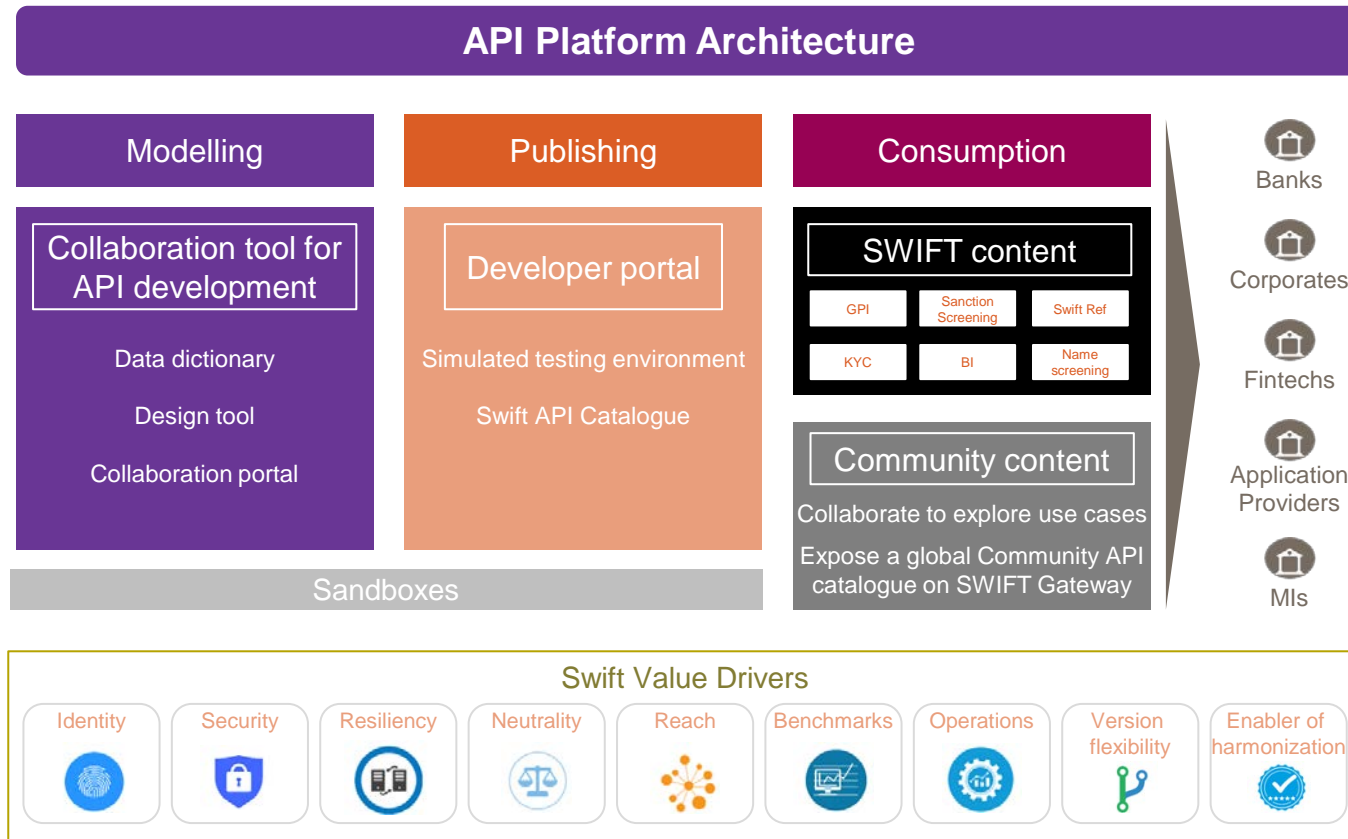 API Platform Architecture
Modelling
Publishing
Consumption
Collaboration tool for
API development
Data dictionary
Design tool
Collaboration portal
Developer portal
Simulated testing environment
Swift API Catalogue
Sandboxes
SWIFT content
GPI
Sanction
Screening
Swift Ref
KYC
BI
Name
screening
Community content
Collaborate to explore use cases
Expose a global Community API
catalogue on SWIFT Gateway
Banks
Corporates
Fintechs
Application
Providers
MIs
Swift Value Drivers
Identity
Security
Resiliency
Neutrality
Reach
Benchmarks
Operations
Version
flexibility
Enabler of
harmonization